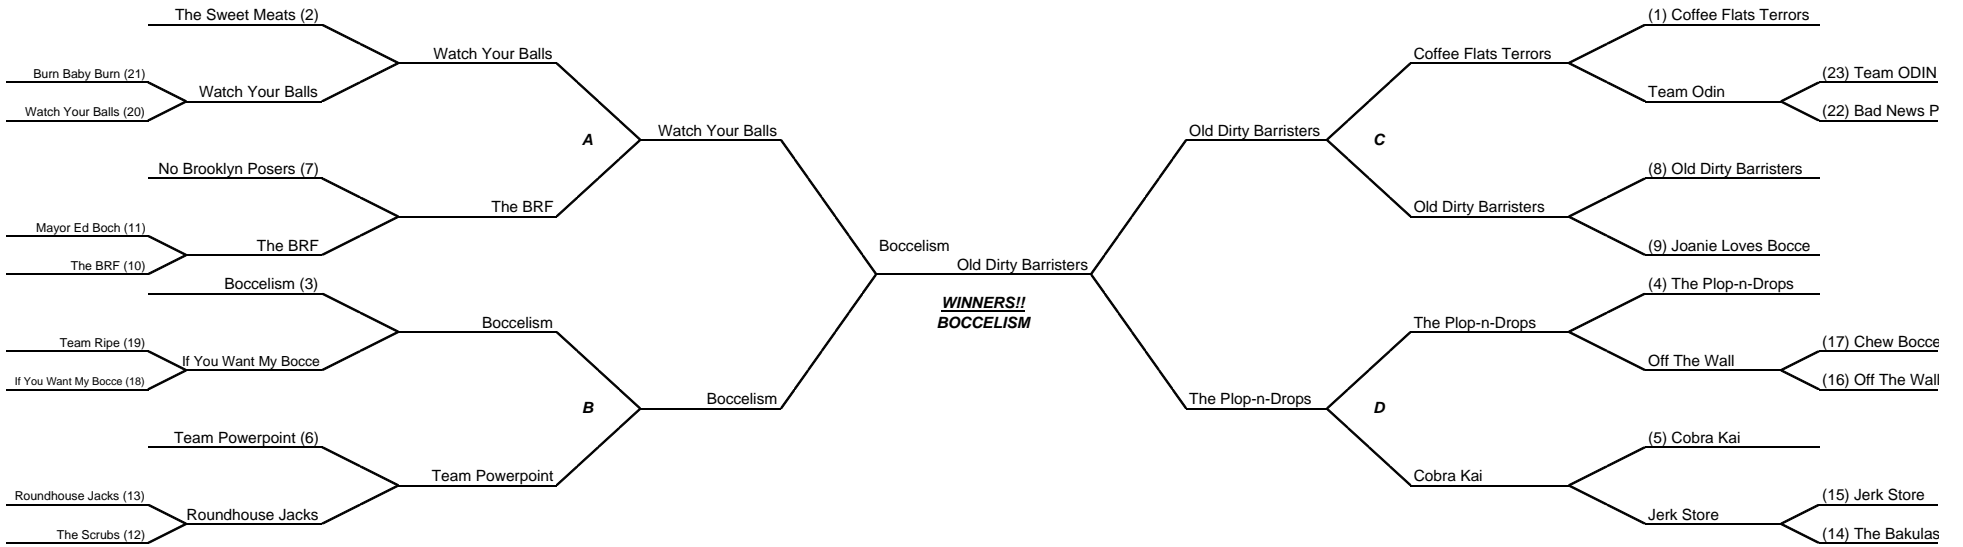 The Sweet Meats (2)
Burn Baby Burn (21)
Watch Your Balls (20)
Watch Your Balls
Watch Your Balls
No Brooklyn Posers (7)
Mayor Ed Boch (11)
The BRF (10)
The BRF
The BRF
A
Watch Your Balls
Boccelism (3)
Team Ripe (19)
If You Want My Bocce (18)
If You Want My Bocce
Boccelism
Team Powerpoint (6)
Roundhouse Jacks (13)
The Scrubs (12)
Roundhouse Jacks
Team Powerpoint
B
Boccelism
Boccelism
Old Dirty Barristers
WINNERS!!
BOCCELISM
Old Dirty Barristers
C
Coffee Flats Terrors
(1) Coffee Flats Terrors
Team Odin
(23) Team ODIN
(22) Bad News P
Old Dirty Barristers
(8) Old Dirty Barristers
(9) Joanie Loves Bocce
The Plop-n-Drops
D
The Plop-n-Drops
(4) The Plop-n-Drops
Off The Wall
(17) Chew Bocce
(16) Off The Wall
Cobra Kai
(5) Cobra Kai
Jerk Store
(15) Jerk Store
(14) The Bakulas